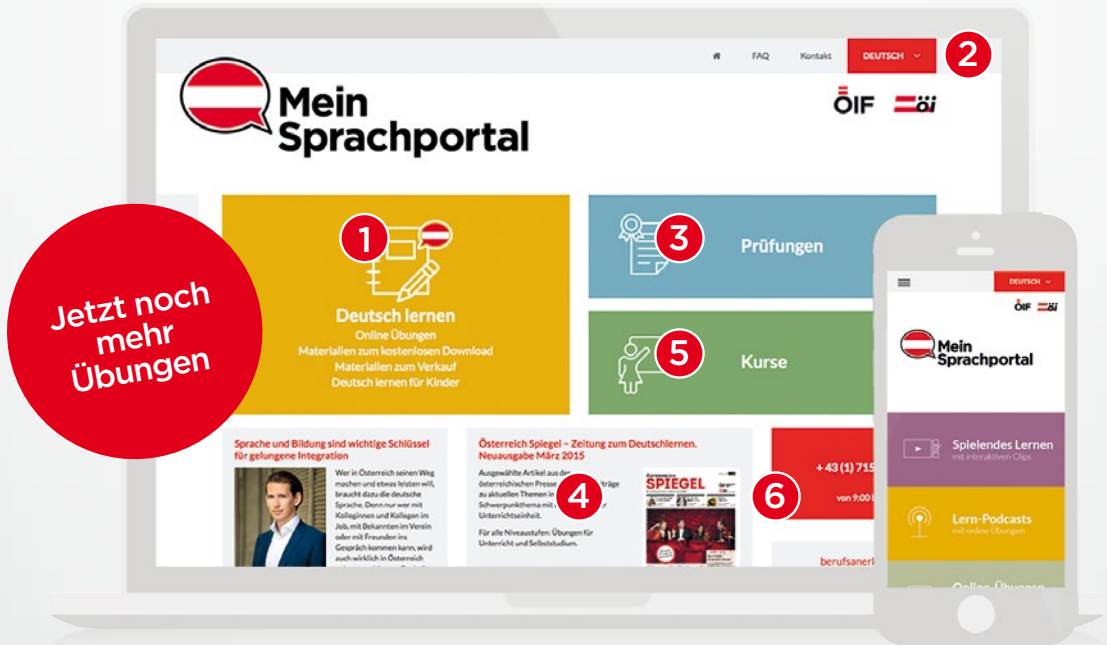 FAQ
Kontakt
DEUTSCH
2
Mein
Sprachportal
ÖIF
öi
1
Deutsch lernen
Online Übungen
Materialien zum kostenlosen Download
Materialien zum Verkauf
Deutsch lernen für Kinder
3
Prüfungen
5
Kurse
Jetzt noch
mehr
Übungen
Sprache und Bildung sind wichtige Schlüssel
für gelungene Integration
Wer in Österreich seinen Weg
machen und etwas leisten will,
braucht dazu die deutsche
Sprache. Denn nur wer mit
Kolleginnen und Kollegen im
Job, mit Bekannten im Verein
oder mit Freunden ins
Gespräch kommen kann, wird
auch wirklich in Österreich
Österreich Spiegel – Zeitung zum Deutschlernen.
Neuausgabe März 2015
Ausgewählte Artikel aus der
österreichischen Presse
zu aktuellen Themen
Schwerpunktthema mit
Unterrichtseinheit.
Für alle Niveaustufen: Übungen für
Unterricht und Selbststudium.
4
ÖSTERREICH
SPIEGEL
6
+ 43 (1) 715
von 9:00
berufsaner
DEUTSCH
ÖIF
öi
Mein
Sprachportal
Spielendes Lernen
mit interaktiven Clips
Lern-Podcasts
mit online Übungen
Online-Übungen